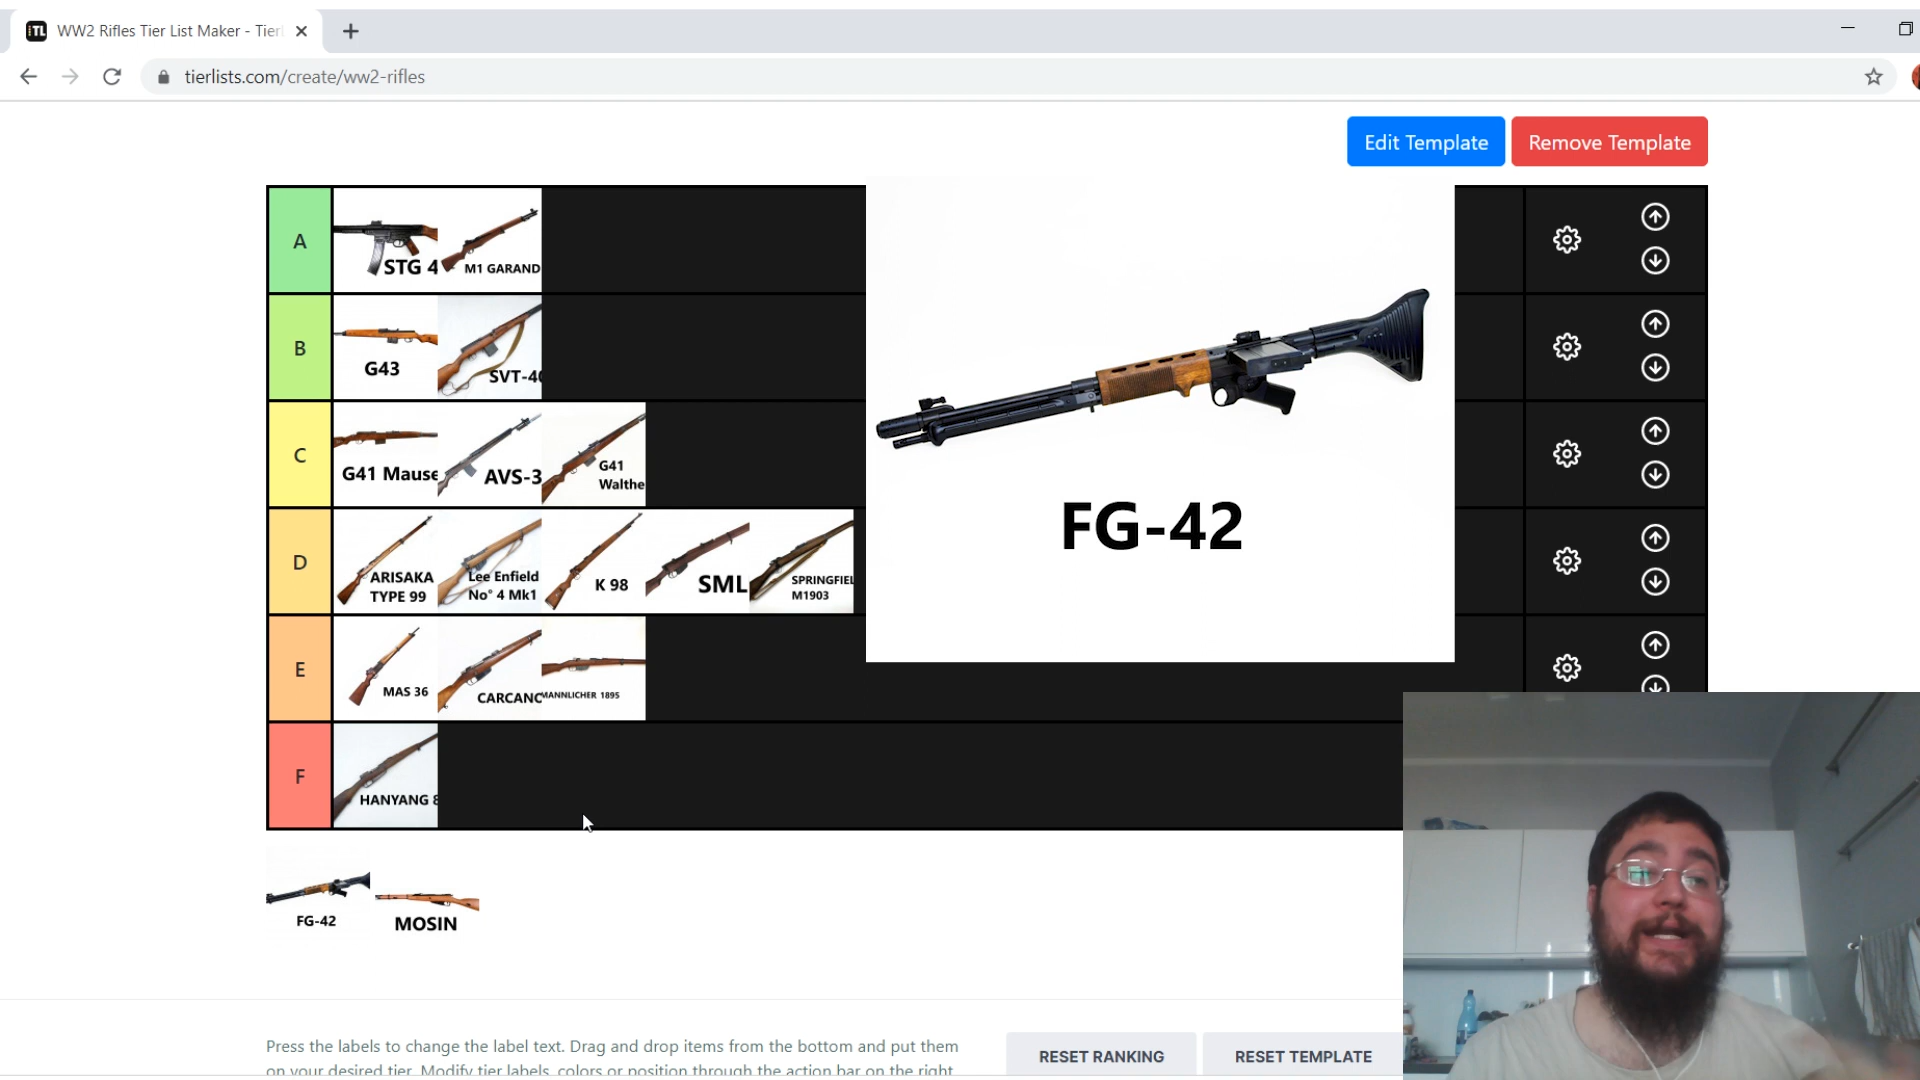 WW2 Rifles Tier List Maker - Tier
tierlists.com/create/ww2-rifles
Edit Template
Remove Template
A
STG 4
M1 GARAND
B
G43
SVT-40
C
G41 Mause
AVS-3
G41
Walthe
D
ARISAKA
TYPE 99
Lee Enfield
No° 4 Mk1
K 98
SML
SPRINGFIEL
M1903
E
MAS 36
CARCANO
MANNLICHER 1895
F
HANYANG 8
FG-42
FG-42
MOSIN
Press the labels to change the label text. Drag and drop items from the bottom and put them
on your desired tier. Modify tier labels, colors or position through the action bar on the right.
RESET RANKING
RESET TEMPLATE